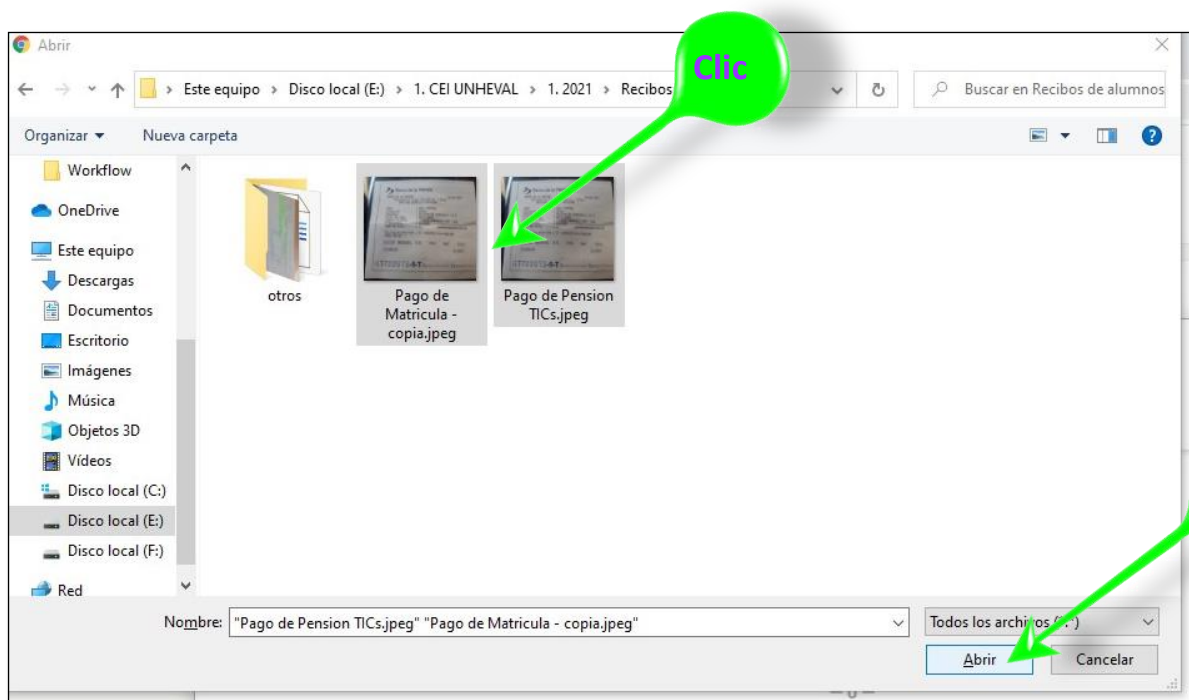 Abrir
Clic
Este equipo > Disco local (E:) > 1. CEI UNHEVAL > 1. 2021 > Recibos
Buscar en Recibos de alumnos
Organizar
Nueva carpeta
Workflow
OneDrive
Este equipo
Descargas
Documentos
Escritorio
Imágenes
Música
Objetos 3D
Vídeos
Disco local (C:)
Disco local (E:)
Disco local (F:)
Red
otros
Pago de
Matricula -
copia.jpeg
Pago de Pension
TICs.jpeg
Nombre: "Pago de Pension TICs.jpeg" "Pago de Matricula - copia.jpeg"
Todos los archivos (*.*)
Abrir
Cancelar